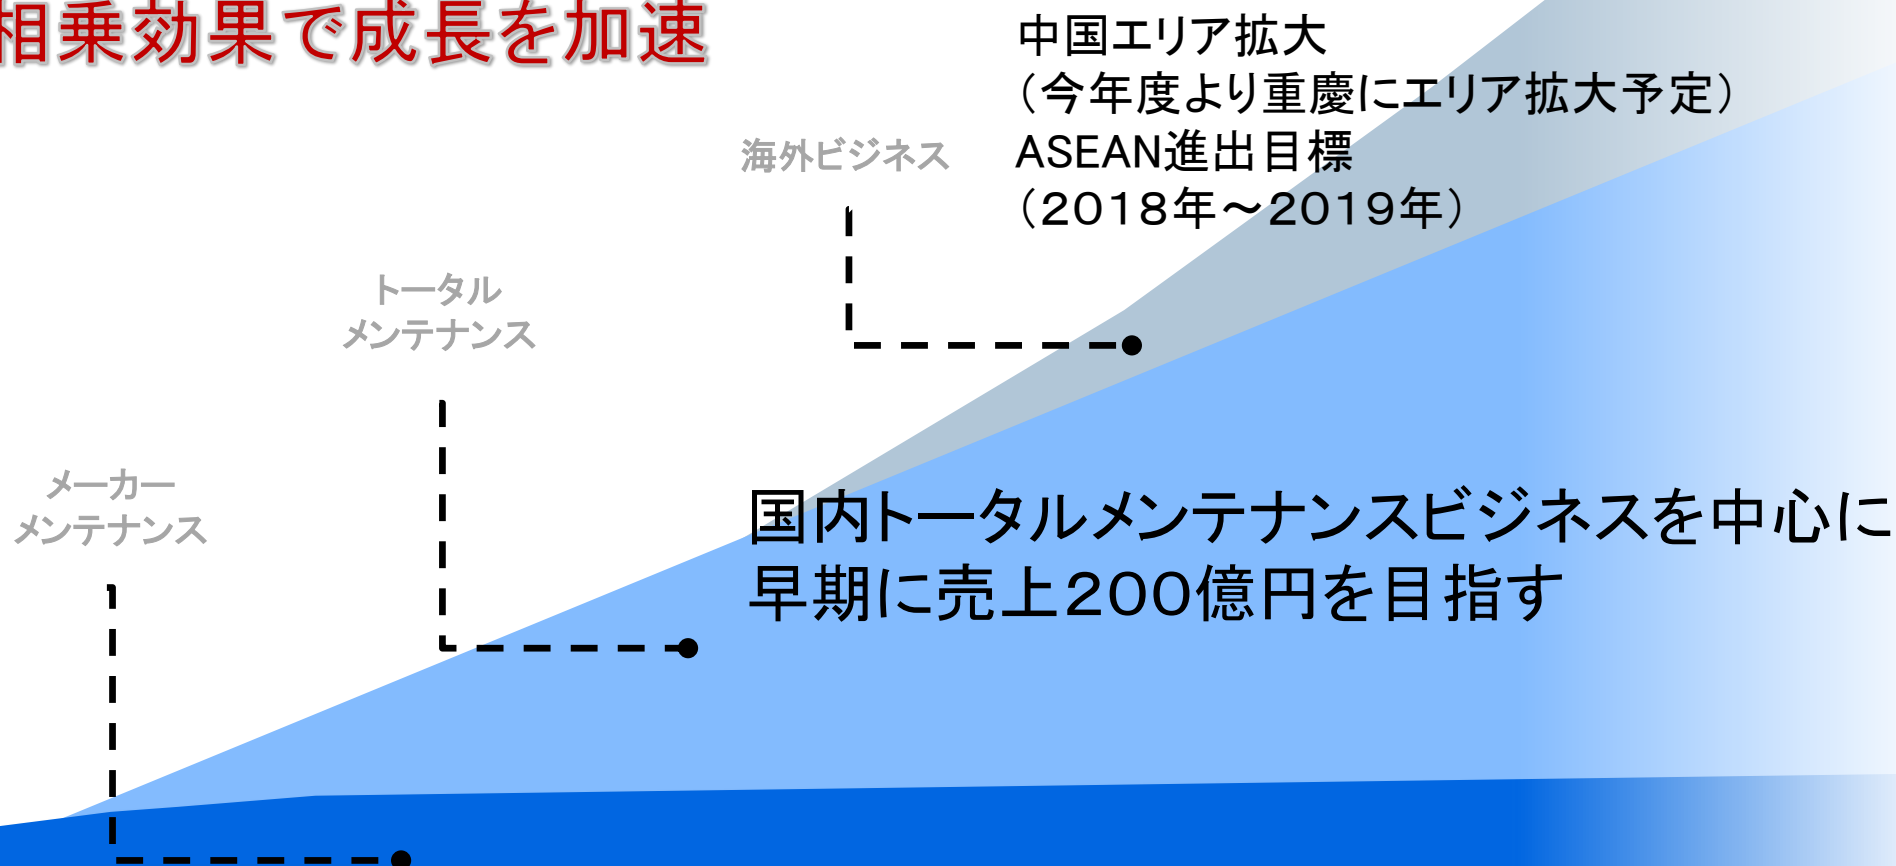 相乗効果で成長を加速
中国エリア拡大
（今年度より重慶にエリア拡大予定）
ASEAN進出目標
（２０１８年～２０１９年）
海外ビジネス
トータル
メンテナンス
メーカー
メンテナンス
国内トータルメンテナンスビジネスを中心に
早期に売上２００億円を目指す